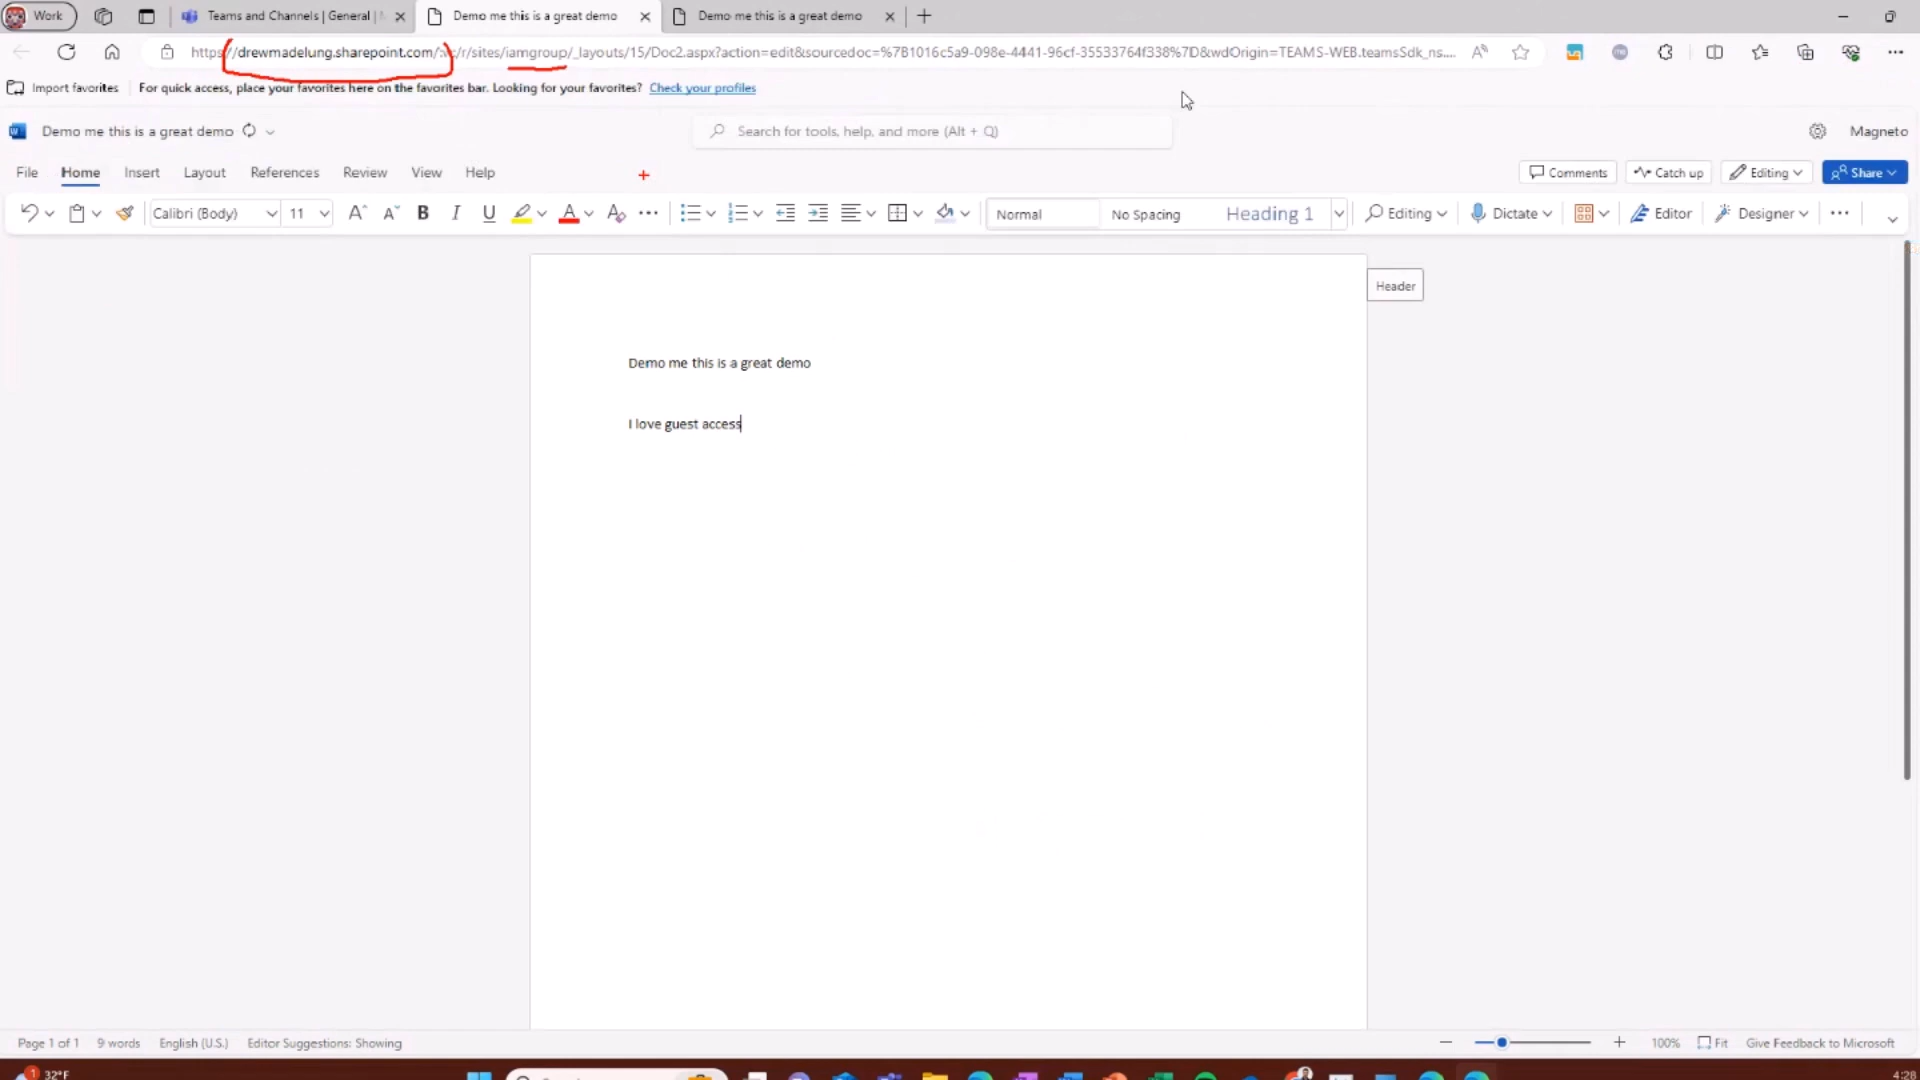 Work
Teams and Channels | General |
Demo me this is a great demo
Demo me this is a great demo
https://drewmadelung.sharepoint.com/:w:/r/sites/iamgroup/_layouts/15/Doc2.aspx?action=edit&sourcedoc=%7B1016c5a9-098e-4441-96cf-35533764f338%7D&wdOrigin=TEAMS-WEB.teamsSdk_ns....
Import favorites
For quick access, place your favorites here on the favorites bar. Looking for your favorites? Check your profiles
Demo me this is a great demo
Search for tools, help, and more (Alt + Q)
Magneto
File Home Insert Layout References Review View Help
Comments Catch up Editing Share
Calibri (Body) 11 B I U A Normal No Spacing Heading 1 Editing Dictate Editor Designer
Header
Demo me this is a great demo
I love guest access
Page 1 of 1 9 words English (U.S.) Editor Suggestions: Showing
100% Fit Give Feedback to Microsoft
1 32°F
4:28